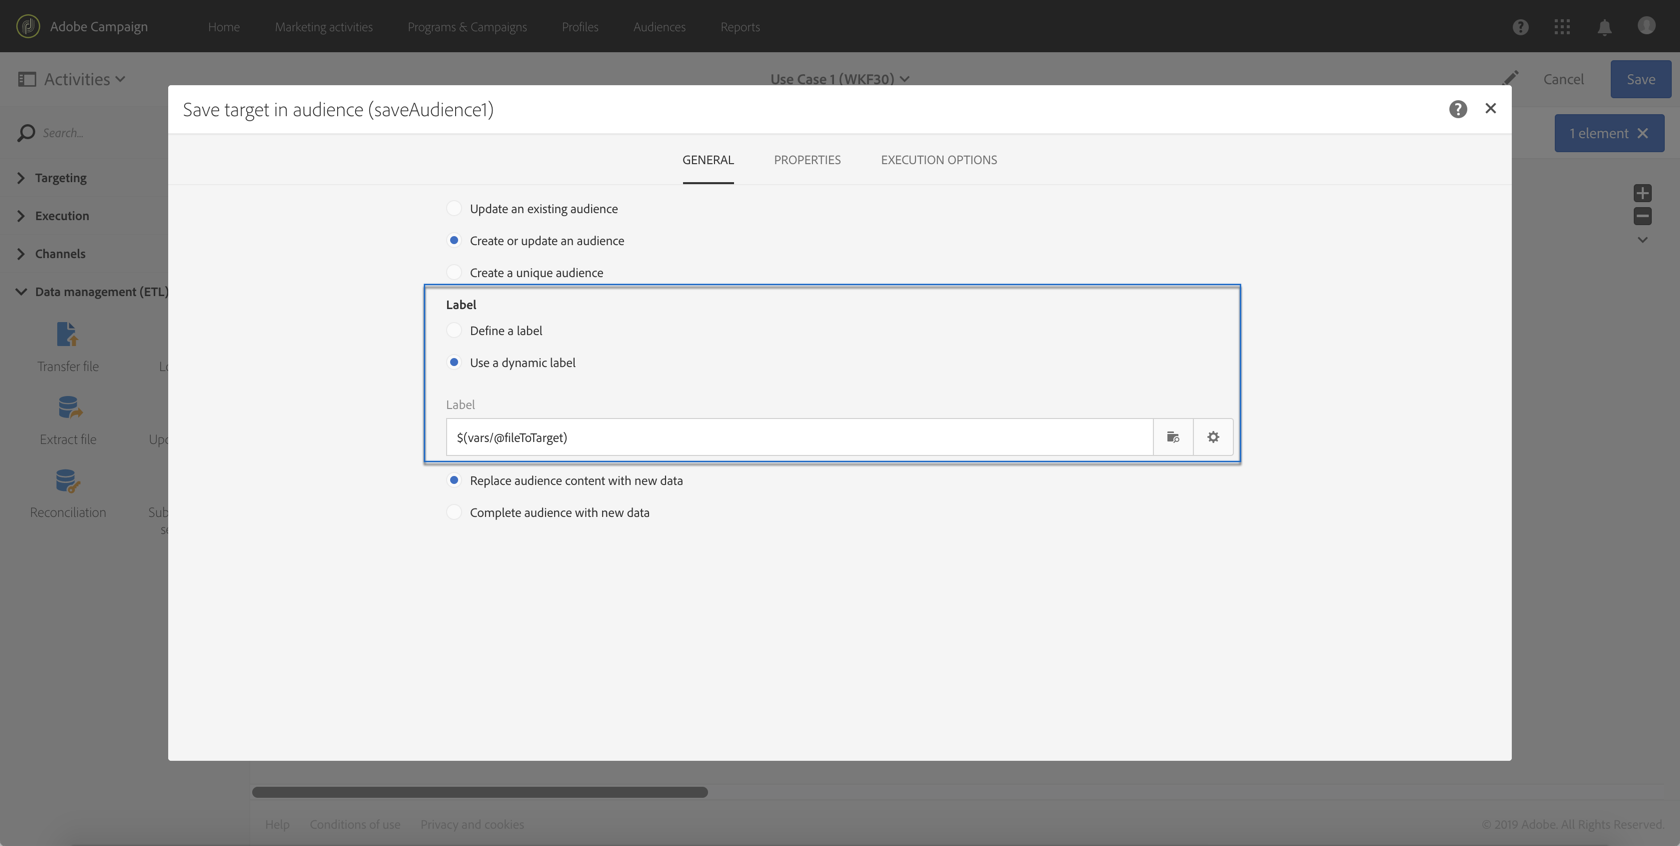 Adobe Campaign Home Marketing activities Programs & Campaigns Profiles Audiences Reports
Activities Use Case 1 (WKF30) Cancel Save
Save target in audience (saveAudience1)
Search...
1 element
GENERAL PROPERTIES EXECUTION OPTIONS
Targeting
Execution
Channels
Data management (ETL)
Transfer file
Extract file
Reconciliation
Update an existing audience
Create or update an audience
Create a unique audience
Label
Define a label
Use a dynamic label
Label
$(vars/@fileToTarget)
Replace audience content with new data
Complete audience with new data
Help Conditions of use Privacy and cookies © 2019 Adobe. All Rights Reserved.